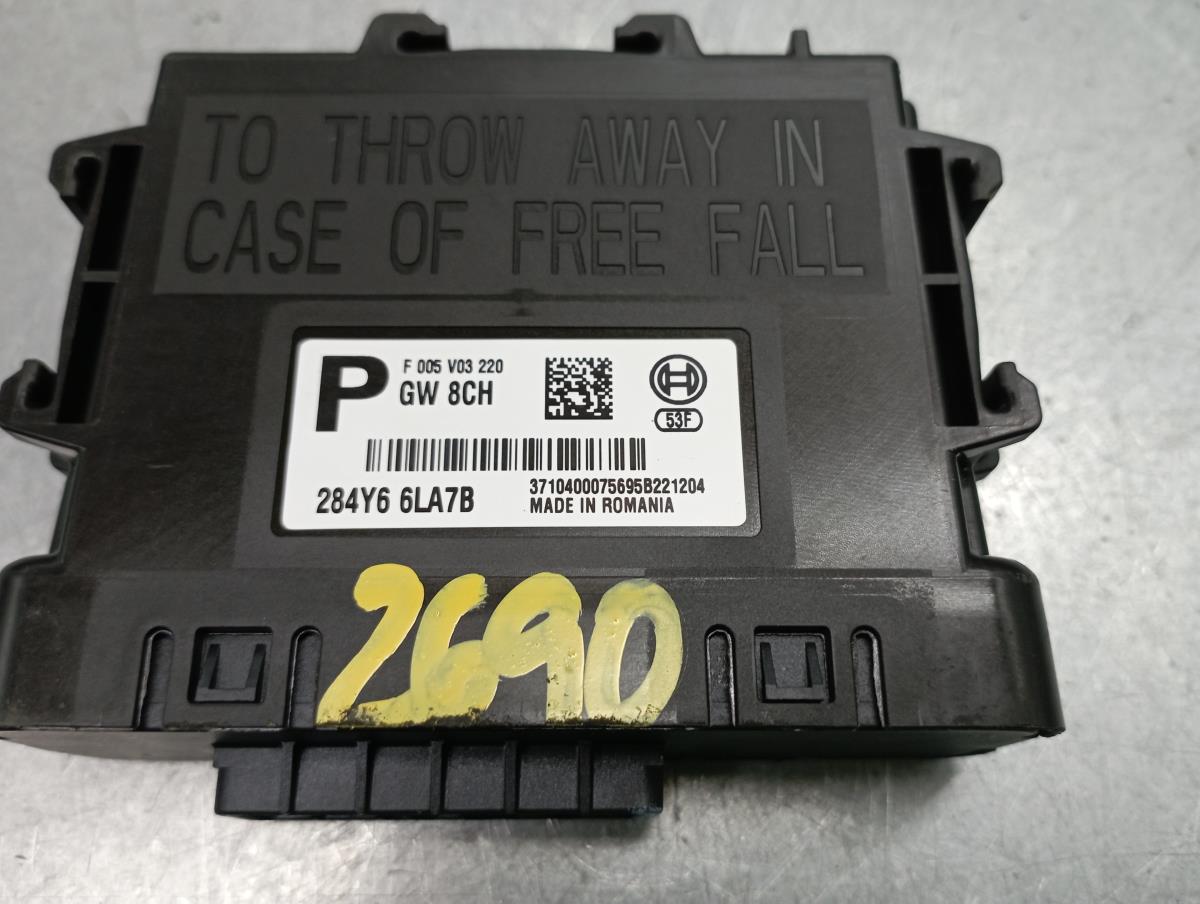 TO THROW AWAY IN
CASE OF FREE FALL
P
F 005 V03 220
GW 8CH
53F
284Y6 6LA7B
3710400075695B221204
MADE IN ROMANIA
2690